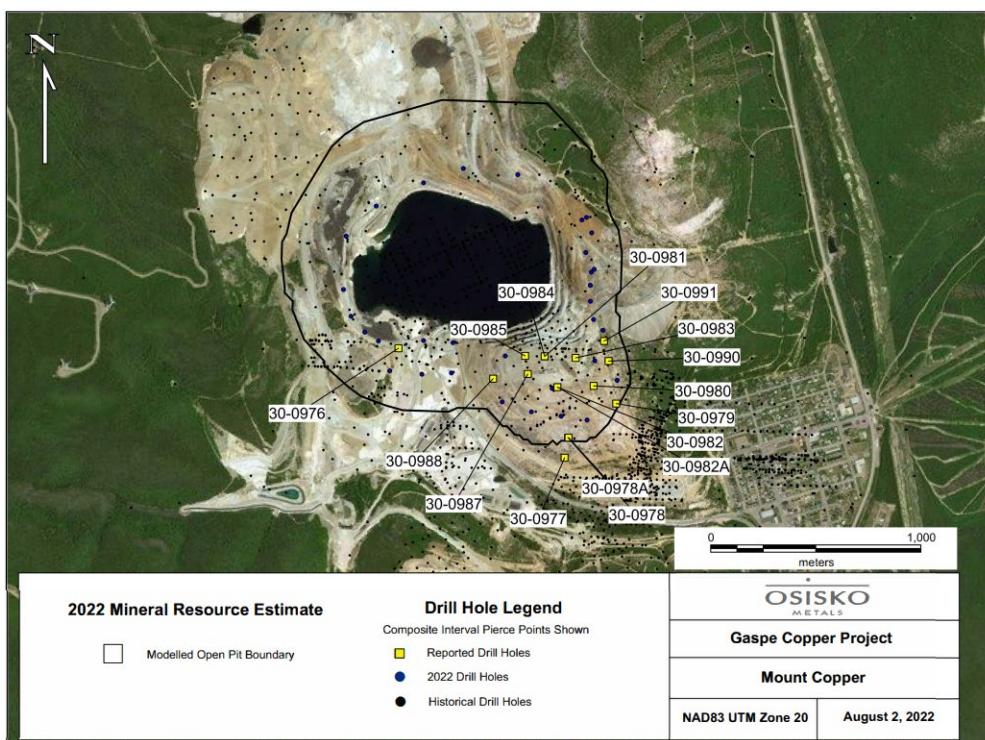 N
30-0981
30-0984
30-0991
30-0985
30-0983
30-0990
30-0976
30-0980
30-0979
30-0988
30-0982
30-0982A
30-0987
30-0978A
30-0977
30-0978
0 1,000
meters
2022 Mineral Resource Estimate
Modelled Open Pit Boundary
Drill Hole Legend
Composite Interval Pierce Points Shown
Reported Drill Holes
2022 Drill Holes
Historical Drill Holes
OSISKO
METALS
Gaspe Copper Project
Mount Copper
NAD83 UTM Zone 20
August 2, 2022